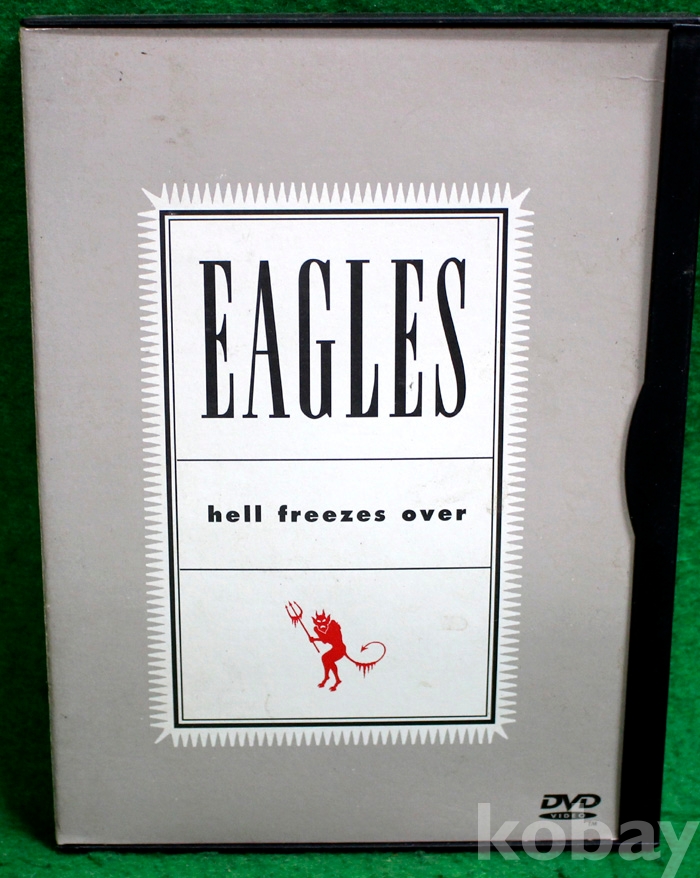 EAGLES
hell freezes over
DVD
VIDEO
kobay